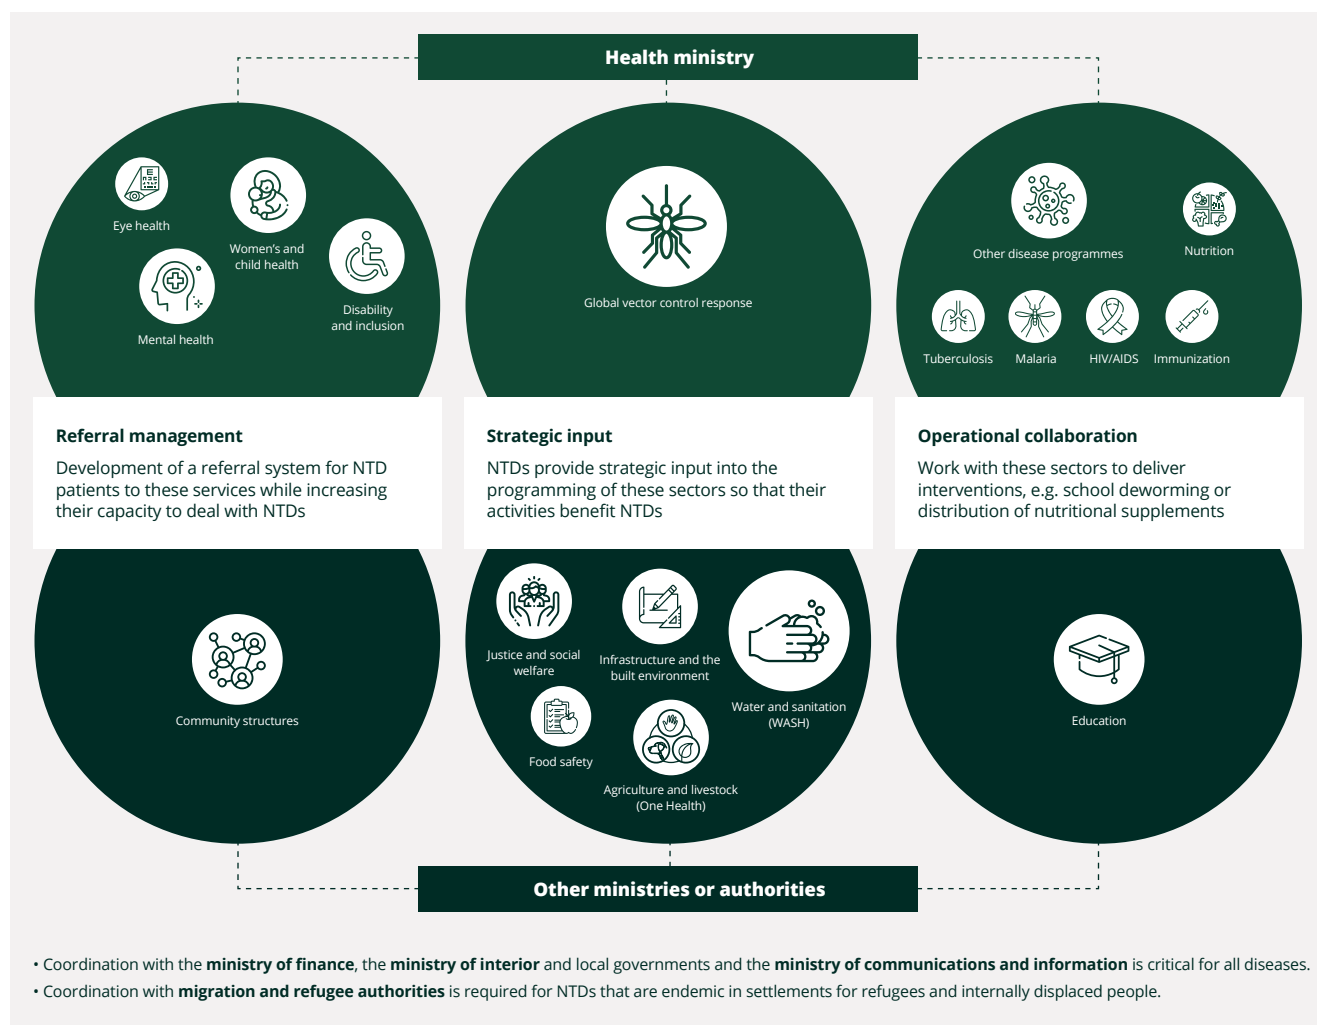 Health ministry
Eye health
Women’s and
child health
Mental health
Disability
and inclusion
Global vector control response
Other disease programmes
Nutrition
Tuberculosis
Malaria
HIV/AIDS
Immunization
Referral management
Development of a referral system for NTD
patients to these services while increasing
their capacity to deal with NTDs
Strategic input
NTDs provide strategic input into the
programming of these sectors so that their
activities benefit NTDs
Operational collaboration
Work with these sectors to deliver
interventions, e.g. school deworming or
distribution of nutritional supplements
Community structures
Justice and social
welfare
Infrastructure and the
built environment
Water and sanitation
(WASH)
Food safety
Agriculture and livestock
(One Health)
Education
Other ministries or authorities
• Coordination with the ministry of finance, the ministry of interior and local governments and the ministry of communications and information is critical for all diseases.
• Coordination with migration and refugee authorities is required for NTDs that are endemic in settlements for refugees and internally displaced people.